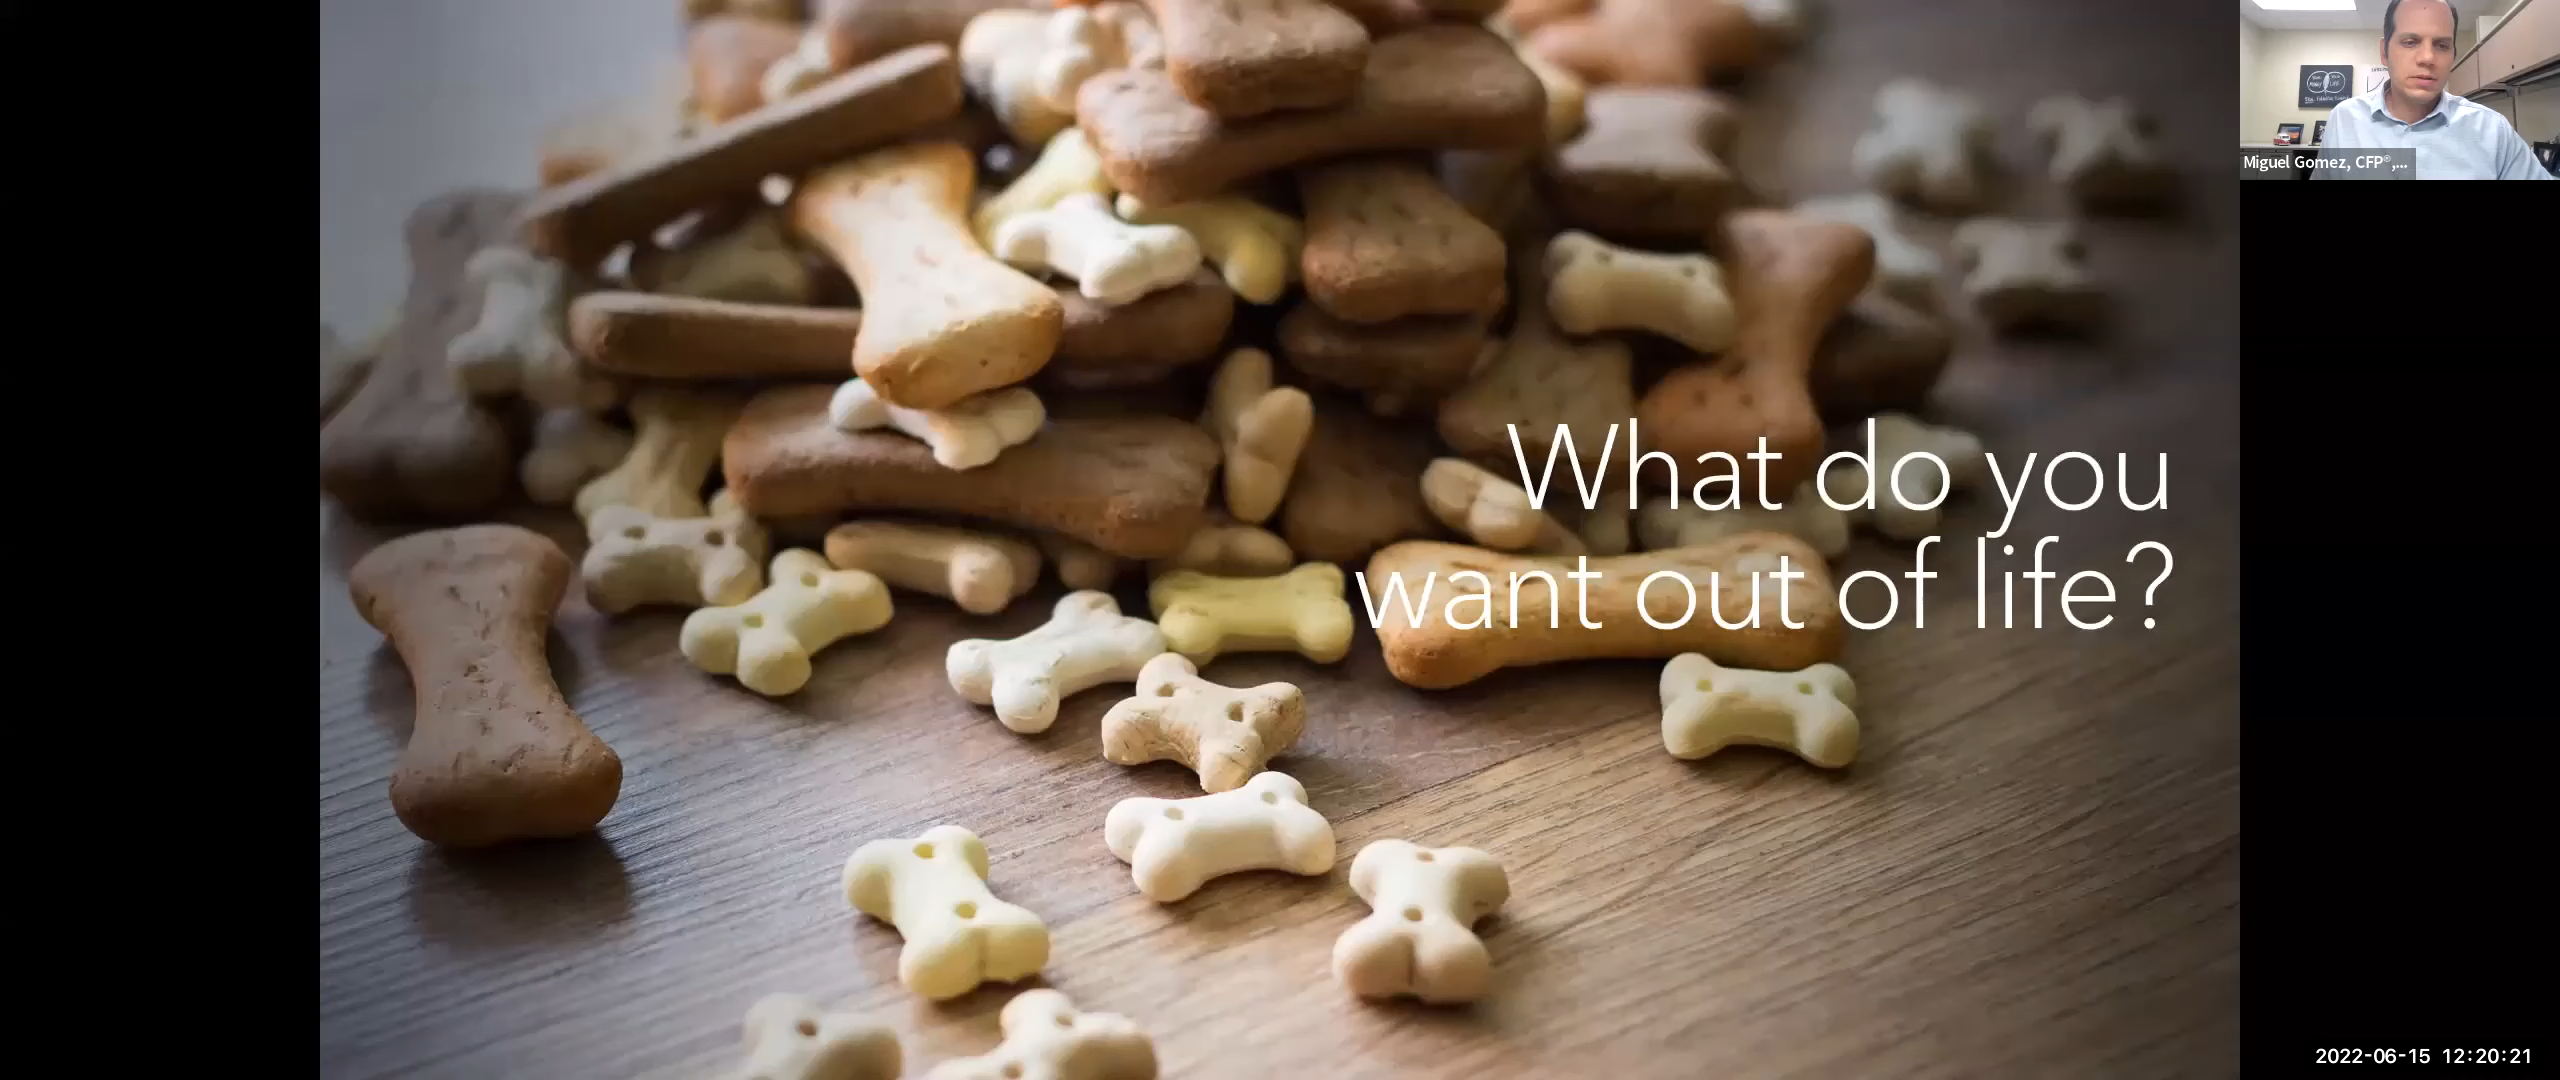 What do you
want out of life?
Miguel Gomez, CFP®,...
2022-06-15 12:20:21